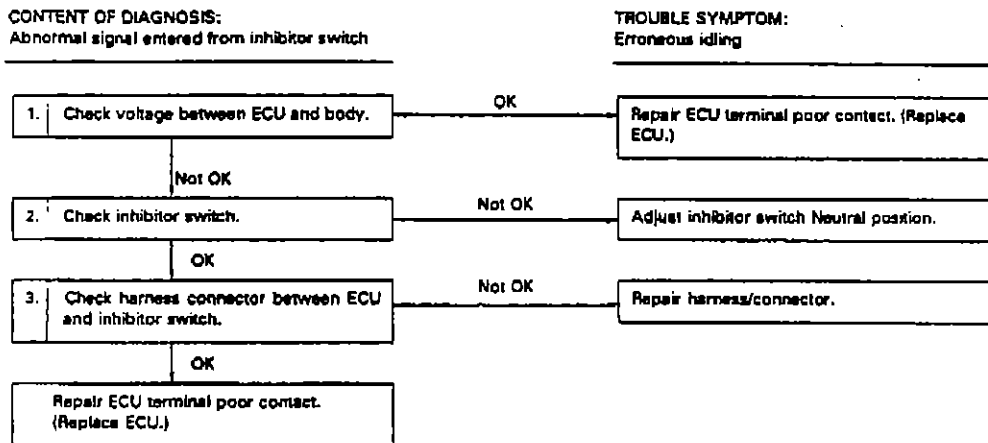 CONTENT OF DIAGNOSIS:
Abnormal signal entered from inhibitor switch
TROUBLE SYMPTOM:
Erroneous idling
1. Check voltage between ECU and body.
OK
Repair ECU terminal poor contact. (Replace
ECU.)
Not OK
2. Check inhibitor switch.
Not OK
Adjust inhibitor switch Neutral position.
OK
3. Check harness connector between ECU
and inhibitor switch.
Not OK
Repair harness/connector.
OK
Repair ECU terminal poor contact.
(Replace ECU.)